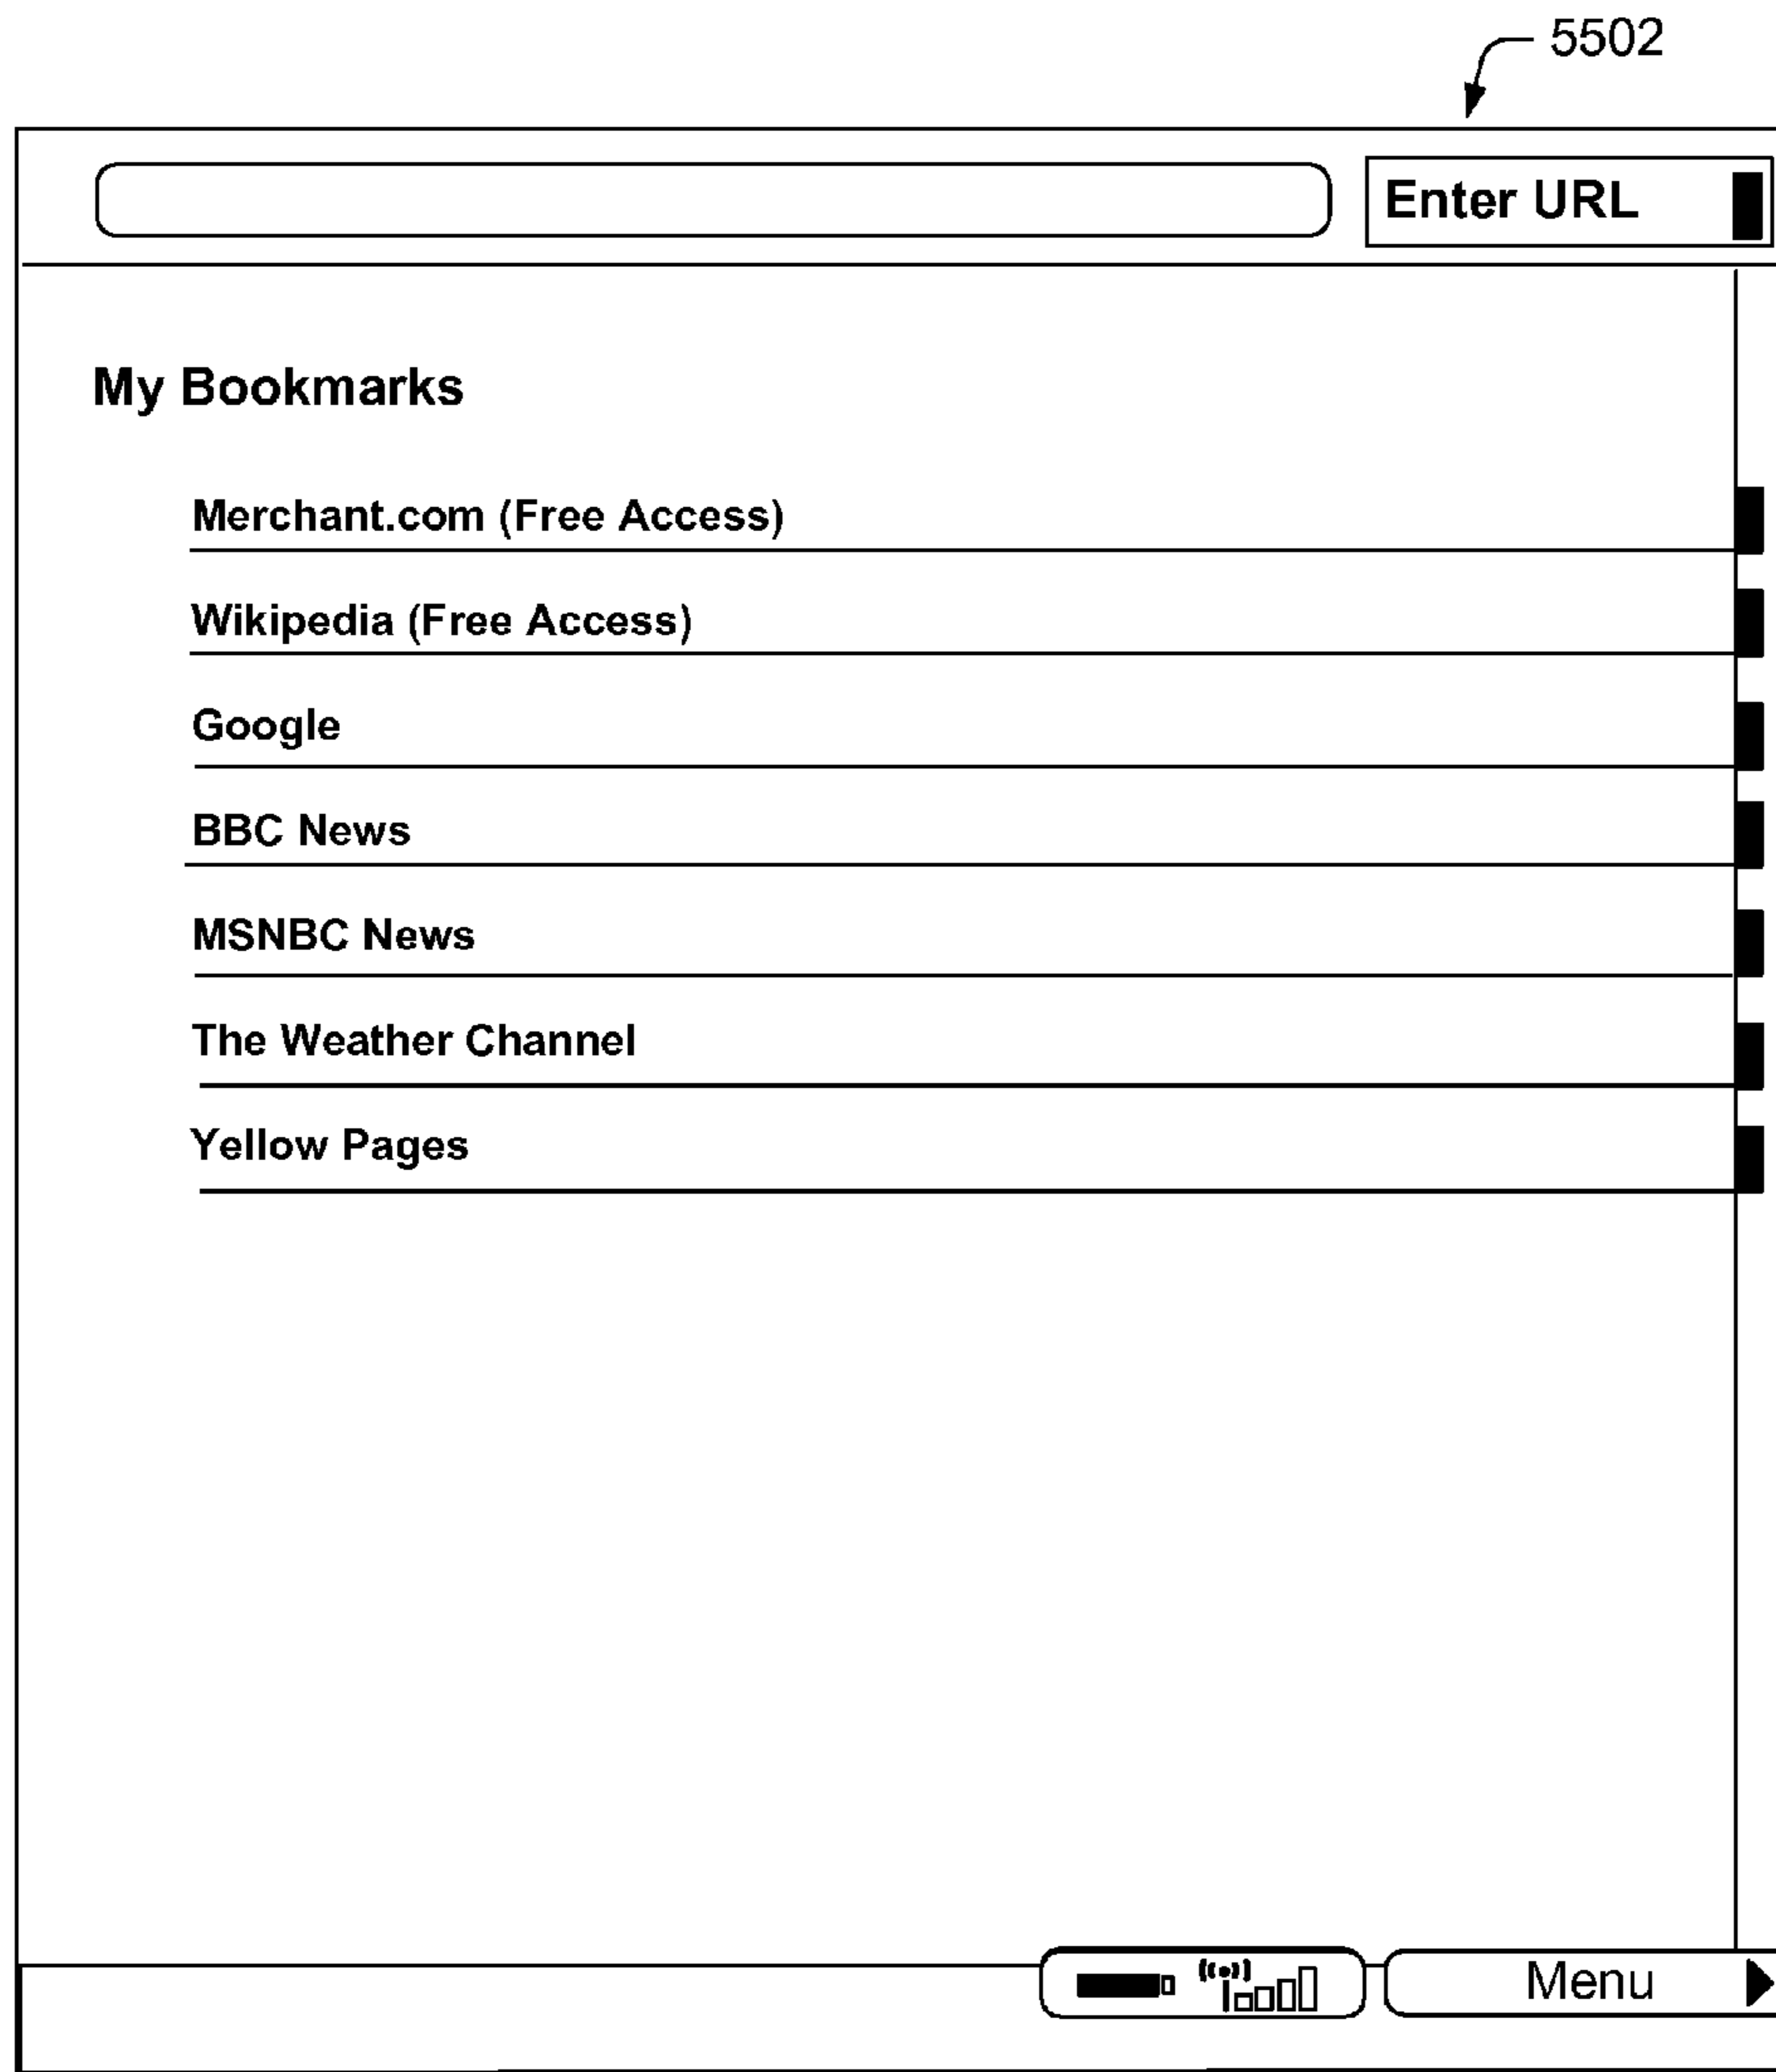 5502
Enter URL
My Bookmarks
Merchant.com (Free Access)
Wikipedia (Free Access)
Google
BBC News
MSNBC News
The Weather Channel
Yellow Pages
Menu